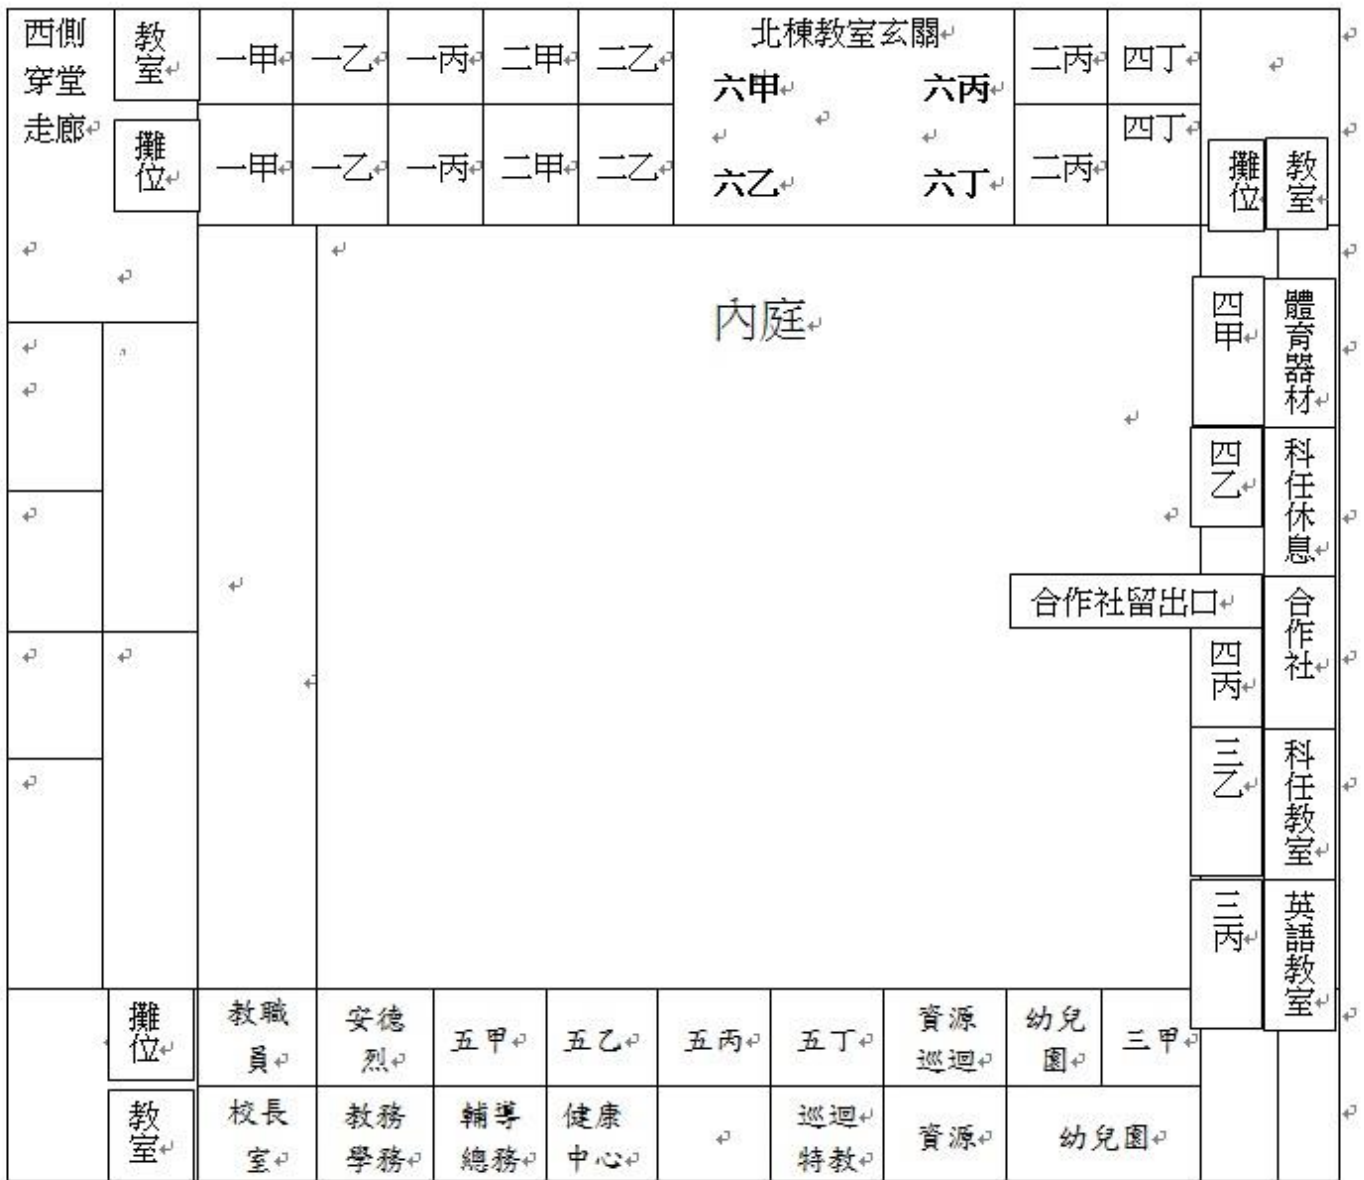 西側
穿堂
走廊
教室
一甲 一乙 一丙 二甲 二乙
北棟教室玄關
六甲 六丙
六乙 六丁
二丙 四丁
攤位
一甲 一乙 一丙 二甲 二乙
二丙 四丁
攤位 教室
內庭
四甲 體育器材
四乙 科任休息
合作社留出口
合作社
四丙
三乙 科任教室
三丙 英語教室
攤位
教職員 安德烈 五甲 五乙 五丙 五丁 資源巡迴 幼兒園 三甲
教室
校長室 教務學務 輔導總務 健康中心 巡迴特教 資源 幼兒園